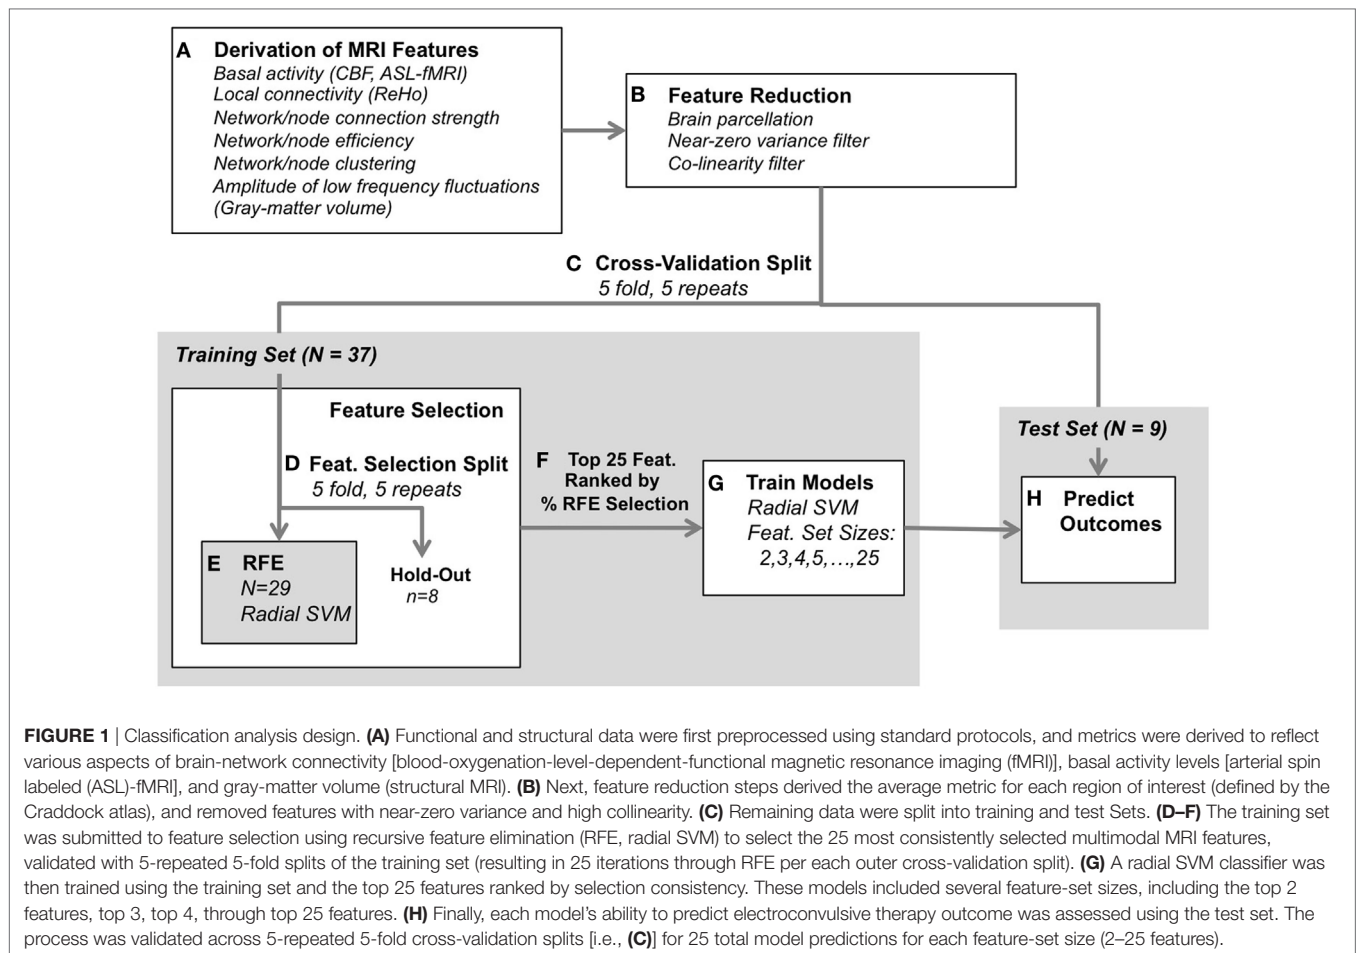 A Derivation of MRI Features
Basal activity (CBF, ASL-fMRI)
Local connectivity (ReHo)
Network/node connection strength
Network/node efficiency
Network/node clustering
Amplitude of low frequency fluctuations
(Gray-matter volume)
B Feature Reduction
Brain parcellation
Near-zero variance filter
Co-linearity filter
C Cross-Validation Split
5 fold, 5 repeats
Training Set (N = 37)
Feature Selection
D Feat. Selection Split
5 fold, 5 repeats
E RFE
N=29
Radial SVM
Hold-Out
n=8
F Top 25 Feat.
Ranked by
% RFE Selection
G Train Models
Radial SVM
Feat. Set Sizes:
2,3,4,5,...,25
Test Set (N = 9)
H Predict
Outcomes
FIGURE 1 | Classification analysis design. (A) Functional and structural data were first preprocessed using standard protocols, and metrics were derived to reflect
various aspects of brain-network connectivity [blood-oxygenation-level-dependent-functional magnetic resonance imaging (fMRI)], basal activity levels [arterial spin
labeled (ASL)-fMRI], and gray-matter volume (structural MRI). (B) Next, feature reduction steps derived the average metric for each region of interest (defined by the
Craddock atlas), and removed features with near-zero variance and high collinearity. (C) Remaining data were split into training and test Sets. (D–F) The training set
was submitted to feature selection using recursive feature elimination (RFE, radial SVM) to select the 25 most consistently selected multimodal MRI features,
validated with 5-repeated 5-fold splits of the training set (resulting in 25 iterations through RFE per each outer cross-validation split). (G) A radial SVM classifier was
then trained using the training set and the top 25 features ranked by selection consistency. These models included several feature-set sizes, including the top 2
features, top 3, top 4, through top 25 features. (H) Finally, each model's ability to predict electroconvulsive therapy outcome was assessed using the test set. The
process was validated across 5-repeated 5-fold cross-validation splits [i.e., (C)] for 25 total model predictions for each feature-set size (2–25 features).